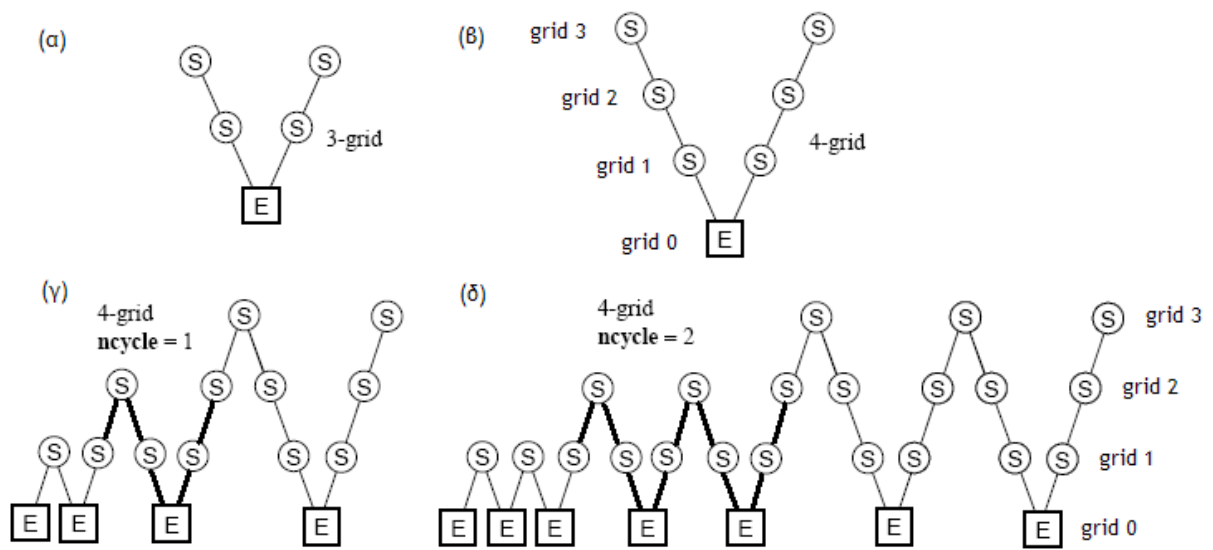 (α)
S S
S S
3-grid
E
(β)
grid 3 S S
grid 2 S S
grid 1 S S
4-grid
grid 0 E
(γ)
4-grid
ncycle = 1
S S
S S S S
S S S S S S
E E E E
(δ)
4-grid
ncycle = 2
S S S grid 3
S S S S S S S grid 2
S S S S S S S S S S S grid 1
E E E E E E E grid 0